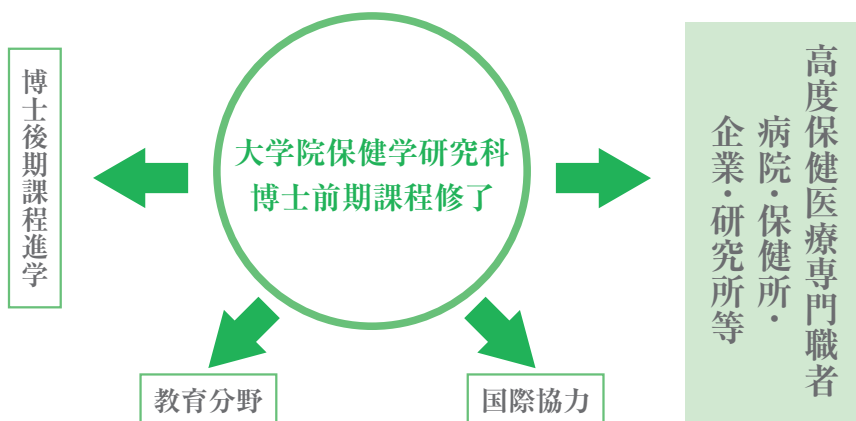 博士後期課程進学
大学院保健学研究科
博士前期課程修了
高度保健医療専門職者
病院・保健所・
企業・研究所等
教育分野
国際協力